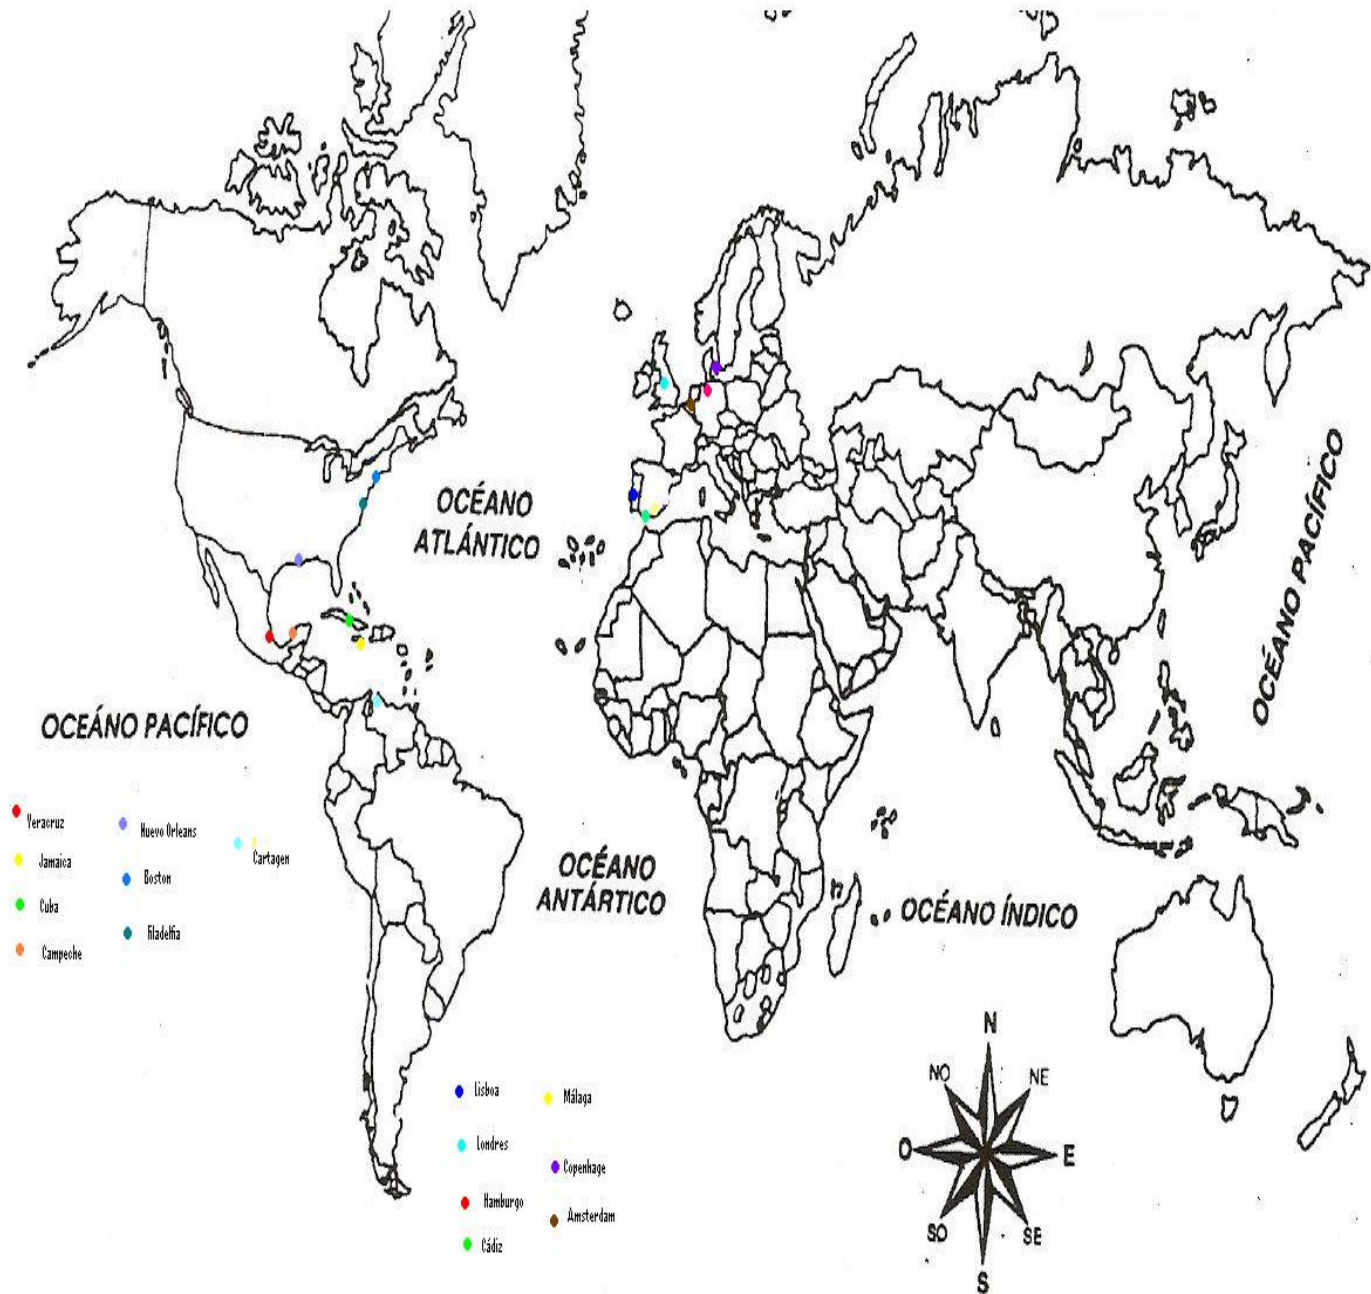 OCÉANO
ATLÁNTICO
OCÉANO PACÍFICO
OCEÁNO PACÍFICO
Veracruz
Jamaica
Cuba
Campeche
Nuevo Orleans
Boston
filadelfia
Cartagen
OCÉANO
ANTÁRTICO
OCÉANO ÍNDICO
lisboa
londres
Hamburgo
Cádiz
Málaga
Copenhage
Amsterdam
N
NO
NE
O
E
SO
SE
S